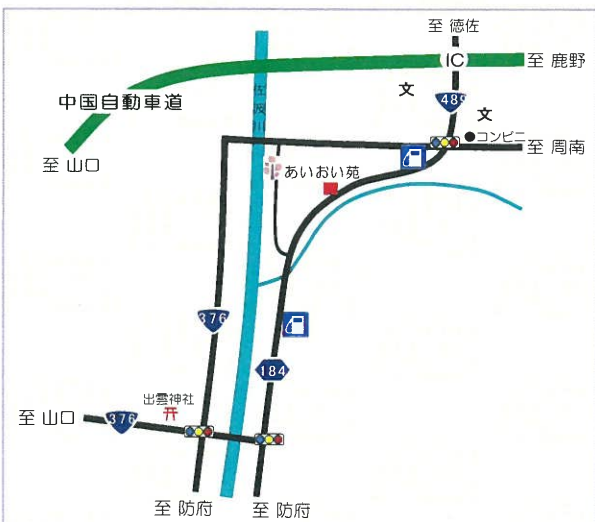 至 徳佐
IC
至 鹿野
文
489
文
中国自動車道
佐波川
コンビニ
至 周南
至 山口
あいおい苑
376
184
出雲神社
至 山口
376
至 防府
至 防府